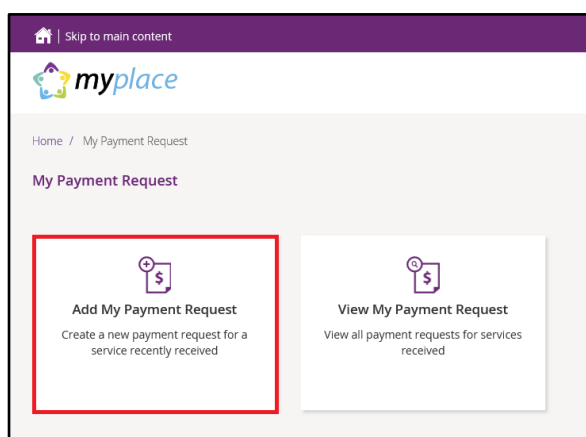 | Skip to main content
myplace
Home / My Payment Request
My Payment Request
$
$
Add My Payment Request
View My Payment Request
Create a new payment request for a
service recently received
View all payment requests for services
received